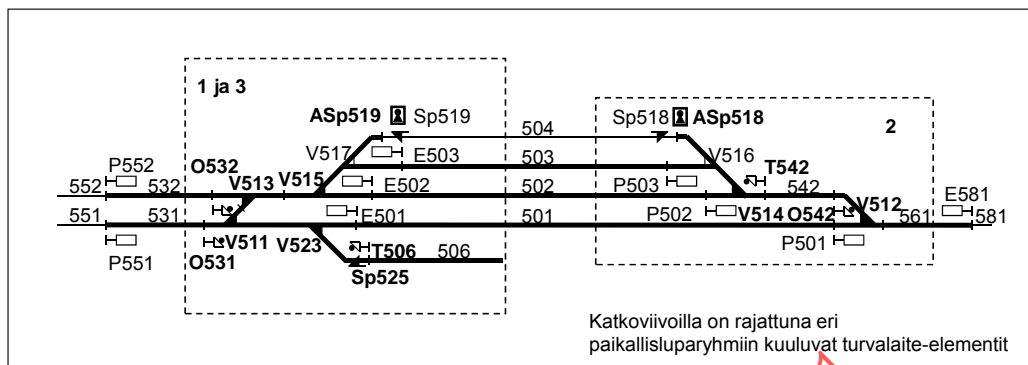 1 ja 3
ASp519 Sp519 504 Sp518 ASp518 2
V517 E503 503 V516 T542
P552 O532
552 532 V513 V515 E502 502 P503 542 V512 E581
551 531 E501 501 P502 V514 O542 561 581
P551 O531 V511 V523 T506 506 P501
Sp525
Katkoviivoilla on rajattuna eri
paikallisluparyhmiin kuuluvat turvalaite-elementit